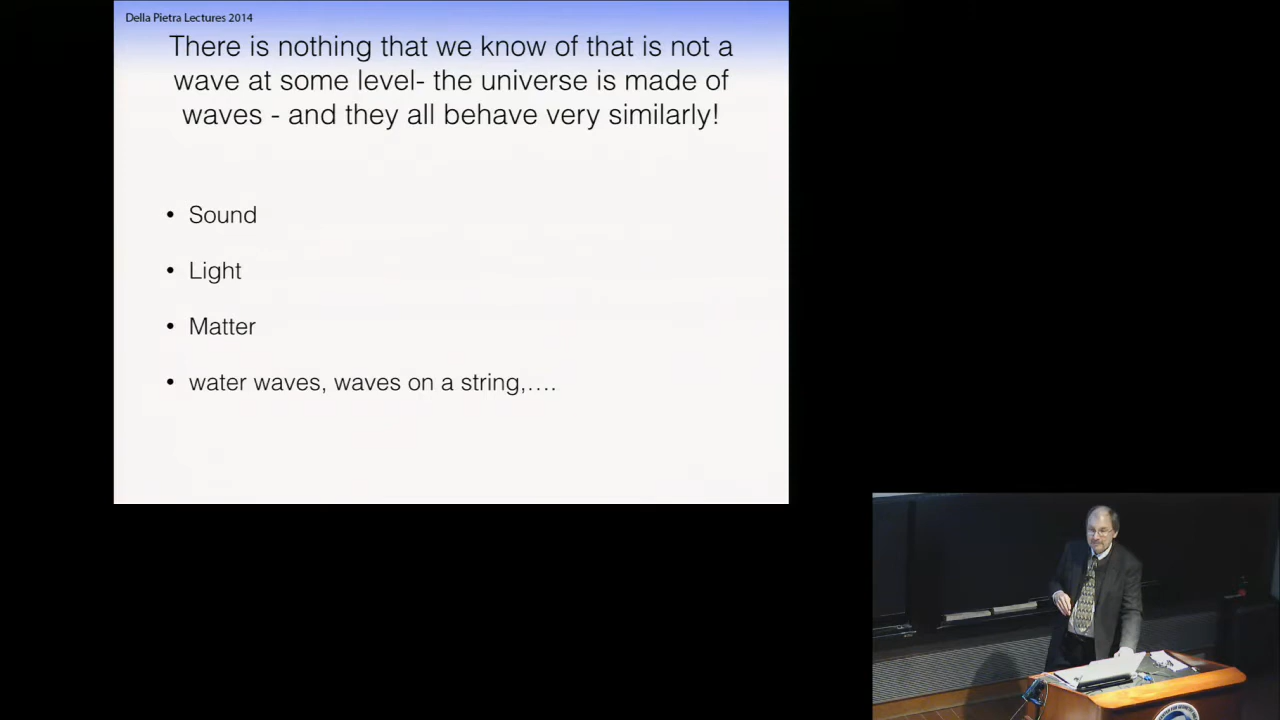 Della Pietra Lectures 2014
There is nothing that we know of that is not a
wave at some level- the universe is made of
waves - and they all behave very similarly!
• Sound
• Light
• Matter
• water waves, waves on a string,….